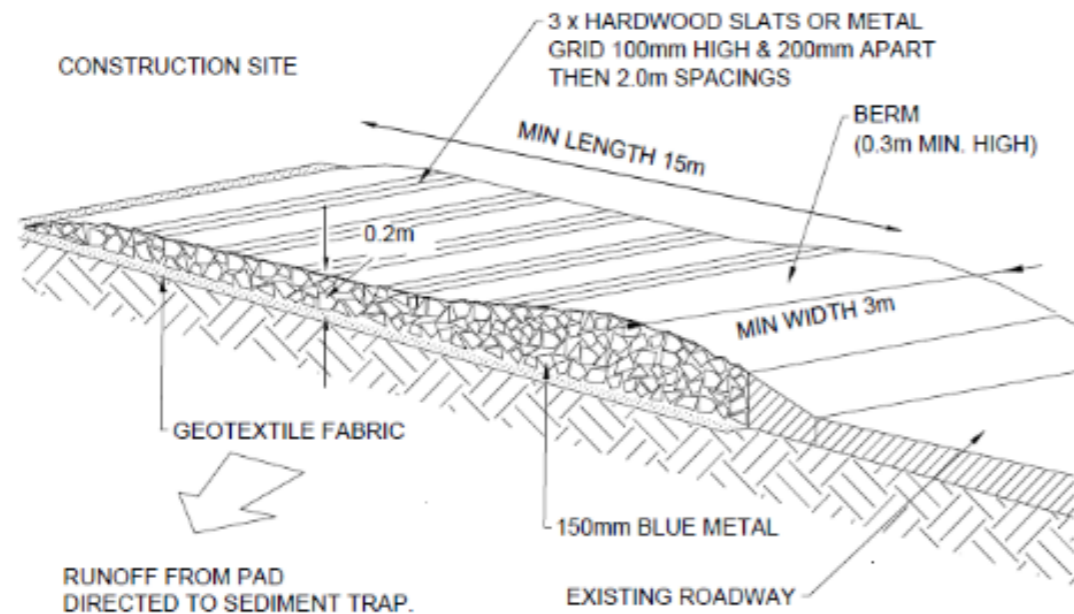 3 x HARDWOOD SLATS OR METAL
GRID 100mm HIGH & 200mm APART
THEN 2.0m SPACINGS
CONSTRUCTION SITE
BERM
(0.3m MIN. HIGH)
MIN LENGTH 15m
0.2m
MIN WIDTH 3m
GEOTEXTILE FABRIC
150mm BLUE METAL
RUNOFF FROM PAD
DIRECTED TO SEDIMENT TRAP.
EXISTING ROADWAY